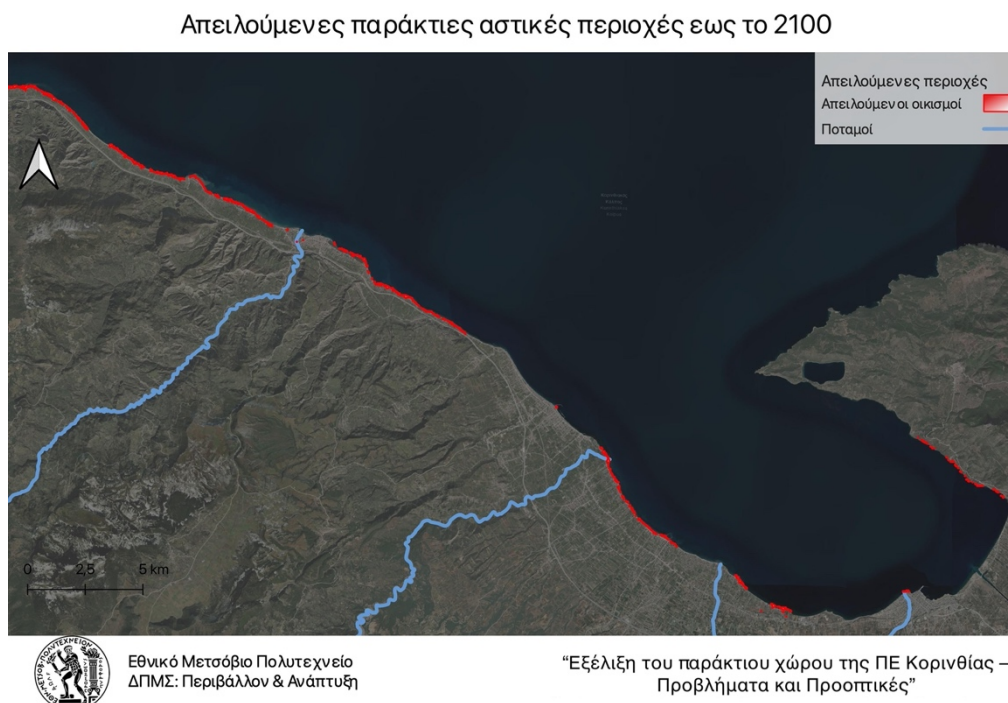 Απειλούμενες παράκτιες αστικές περιοχές εως το 2100
Απειλούμενες περιοχές
Απειλούμενοι οικισμοί
Ποταμοί
0 2,5 5 km
Εθνικό Μετσόβιο Πολυτεχνείο
ΔΠΜΣ: Περιβάλλον & Ανάπτυξη
“Εξέλιξη του παράκτιου χώρου της ΠΕ Κορινθίας –
Προβλήματα και Προοπτικές”